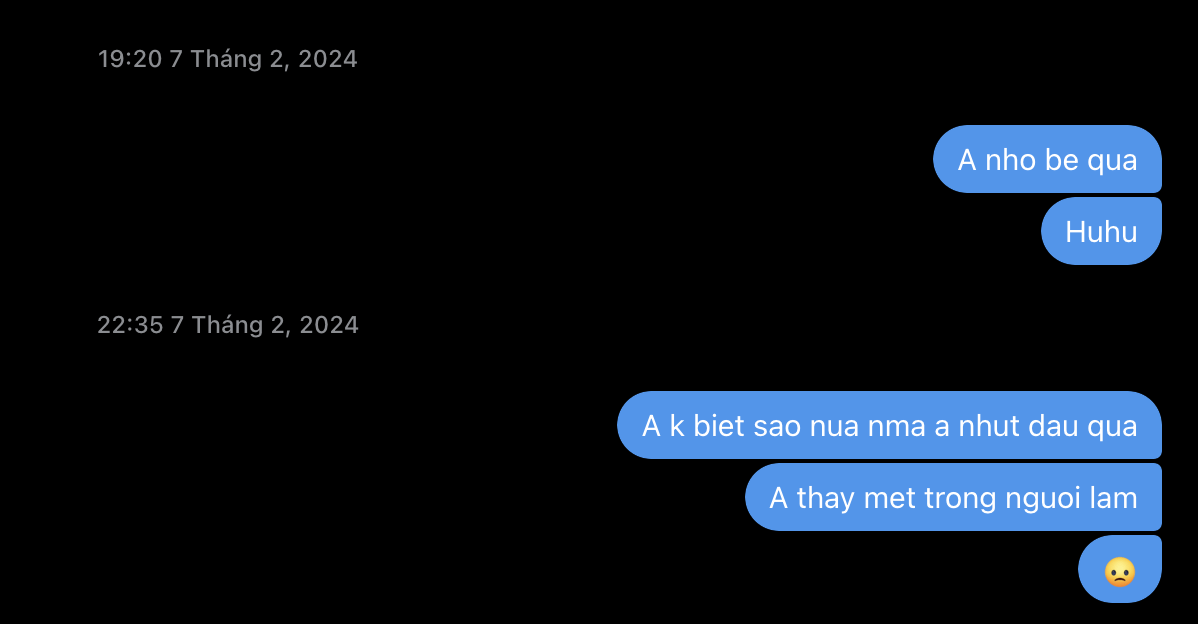 19:20 7 Tháng 2, 2024
A nho be qua
Huhu
22:35 7 Tháng 2, 2024
A k biet sao nua nma a nhut dau qua
A thay met trong nguoi lam
😞